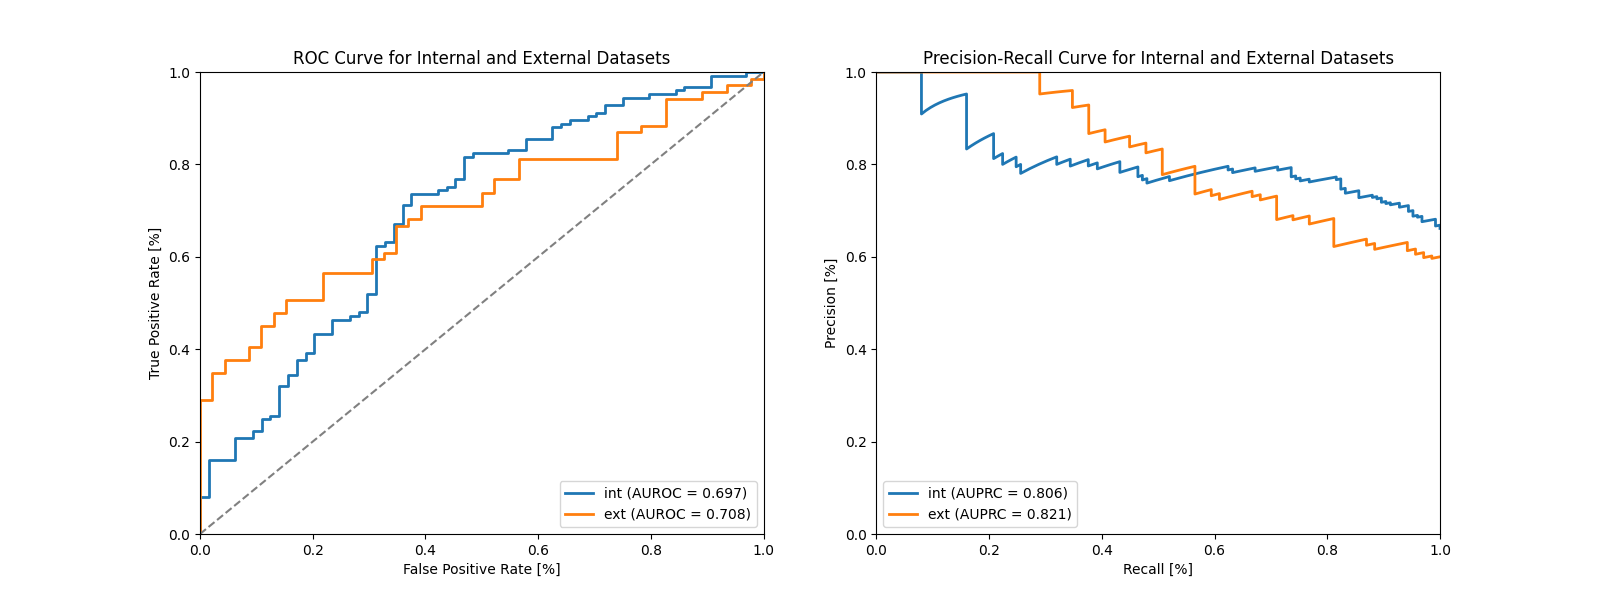 ROC Curve for Internal and External Datasets
True Positive Rate [%]
1.0
0.8
0.6
0.4
0.2
0.0
0.0 0.2 0.4 0.6 0.8 1.0
False Positive Rate [%]
int (AUROC = 0.697)
ext (AUROC = 0.708)
Precision-Recall Curve for Internal and External Datasets
Precision [%]
1.0
0.8
0.6
0.4
0.2
0.0
0.0 0.2 0.4 0.6 0.8 1.0
Recall [%]
int (AUPRC = 0.806)
ext (AUPRC = 0.821)